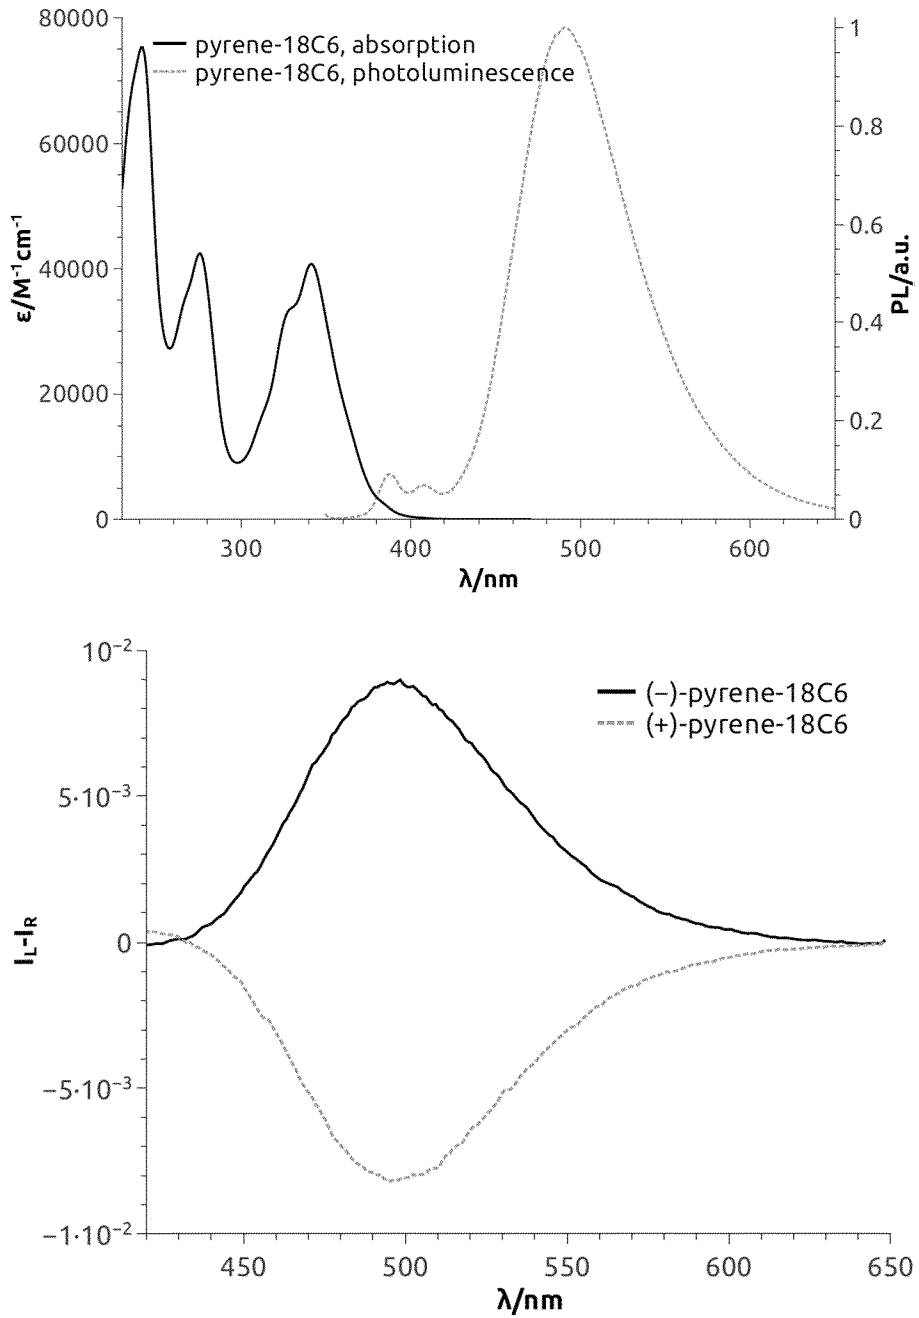 80000
60000
40000
20000
0
ε/M⁻¹cm⁻¹
pyrene-18C6, absorption
pyrene-18C6, photoluminescence
1
0.8
0.6
0.4
0.2
0
PL/a.u.
300 400 500 600
λ/nm
10⁻²
5·10⁻³
0
−5·10⁻³
−1·10⁻²
I_L-I_R
(−)-pyrene-18C6
(+)-pyrene-18C6
450 500 550 600 650
λ/nm